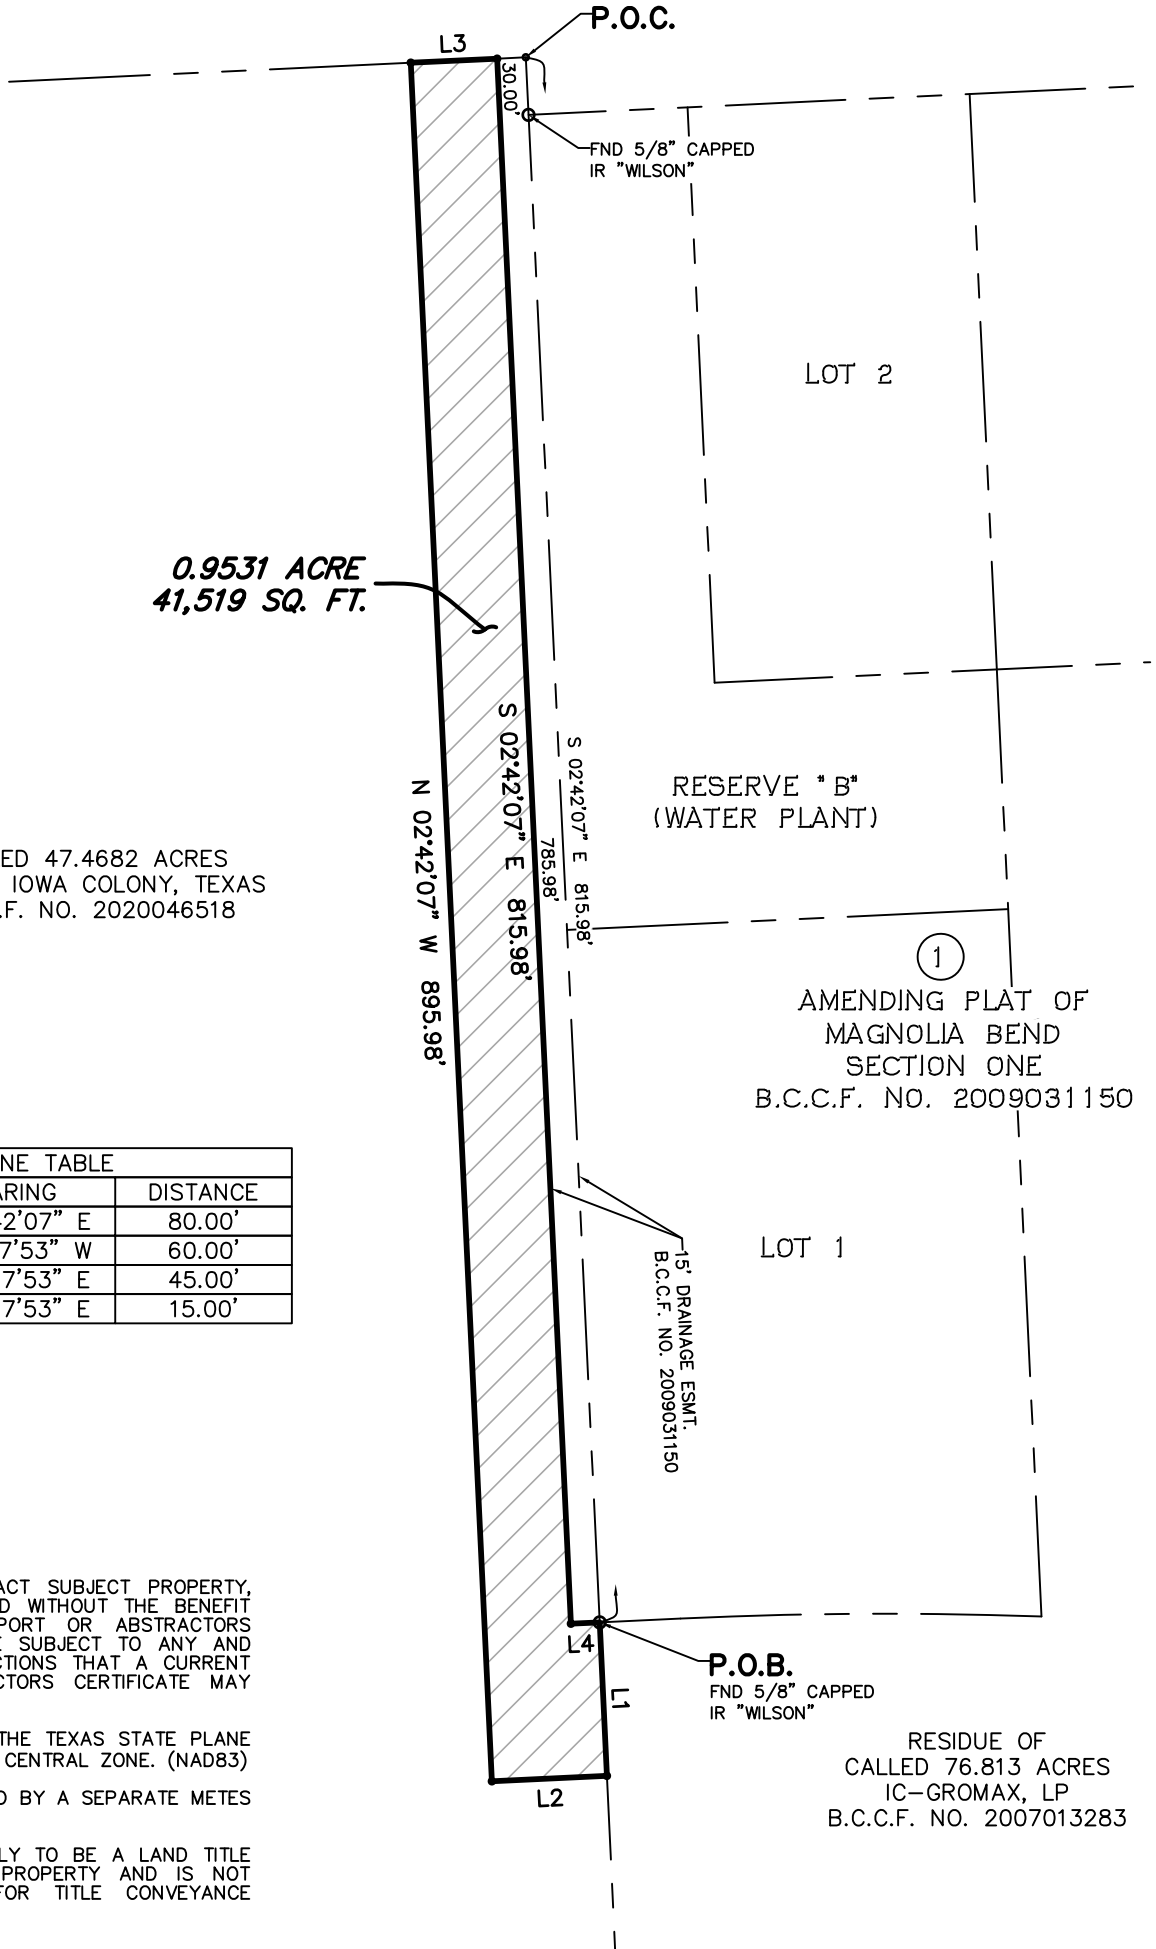 P.O.C.
L3
30.00'
FND 5/8" CAPPED
IR "WILSON"
LOT 2
0.9531 ACRE
41,519 SQ. FT.
S 02°42'07" E 815.98'
S 02°42'07" E 815.98'
785.98'
N 02°42'07" W 895.98'
RESERVE "B"
(WATER PLANT)
ED 47.4682 ACRES
IOWA COLONY, TEXAS
.F. NO. 2020046518
1
AMENDING PLAT OF
MAGNOLIA BEND
SECTION ONE
B.C.C.F. NO. 2009031150
NE TABLE
ARING DISTANCE
2'07" E 80.00'
7'53" W 60.00'
7'53" E 45.00'
7'53" E 15.00'
LOT 1
15' DRAINAGE ESMT.
B.C.C.F. NO. 2009031150
ACT SUBJECT PROPERTY,
D WITHOUT THE BENEFIT
PORT OR ABSTRACTORS
E SUBJECT TO ANY AND
CTIONS THAT A CURRENT
CTORS CERTIFICATE MAY
L4
P.O.B.
FND 5/8" CAPPED
IR "WILSON"
L1
L2
THE TEXAS STATE PLANE
CENTRAL ZONE. (NAD83)
D BY A SEPARATE METES
RESIDUE OF
CALLED 76.813 ACRES
IC-GROMAX, LP
B.C.C.F. NO. 2007013283
LY TO BE A LAND TITLE
PROPERTY AND IS NOT
FOR TITLE CONVEYANCE